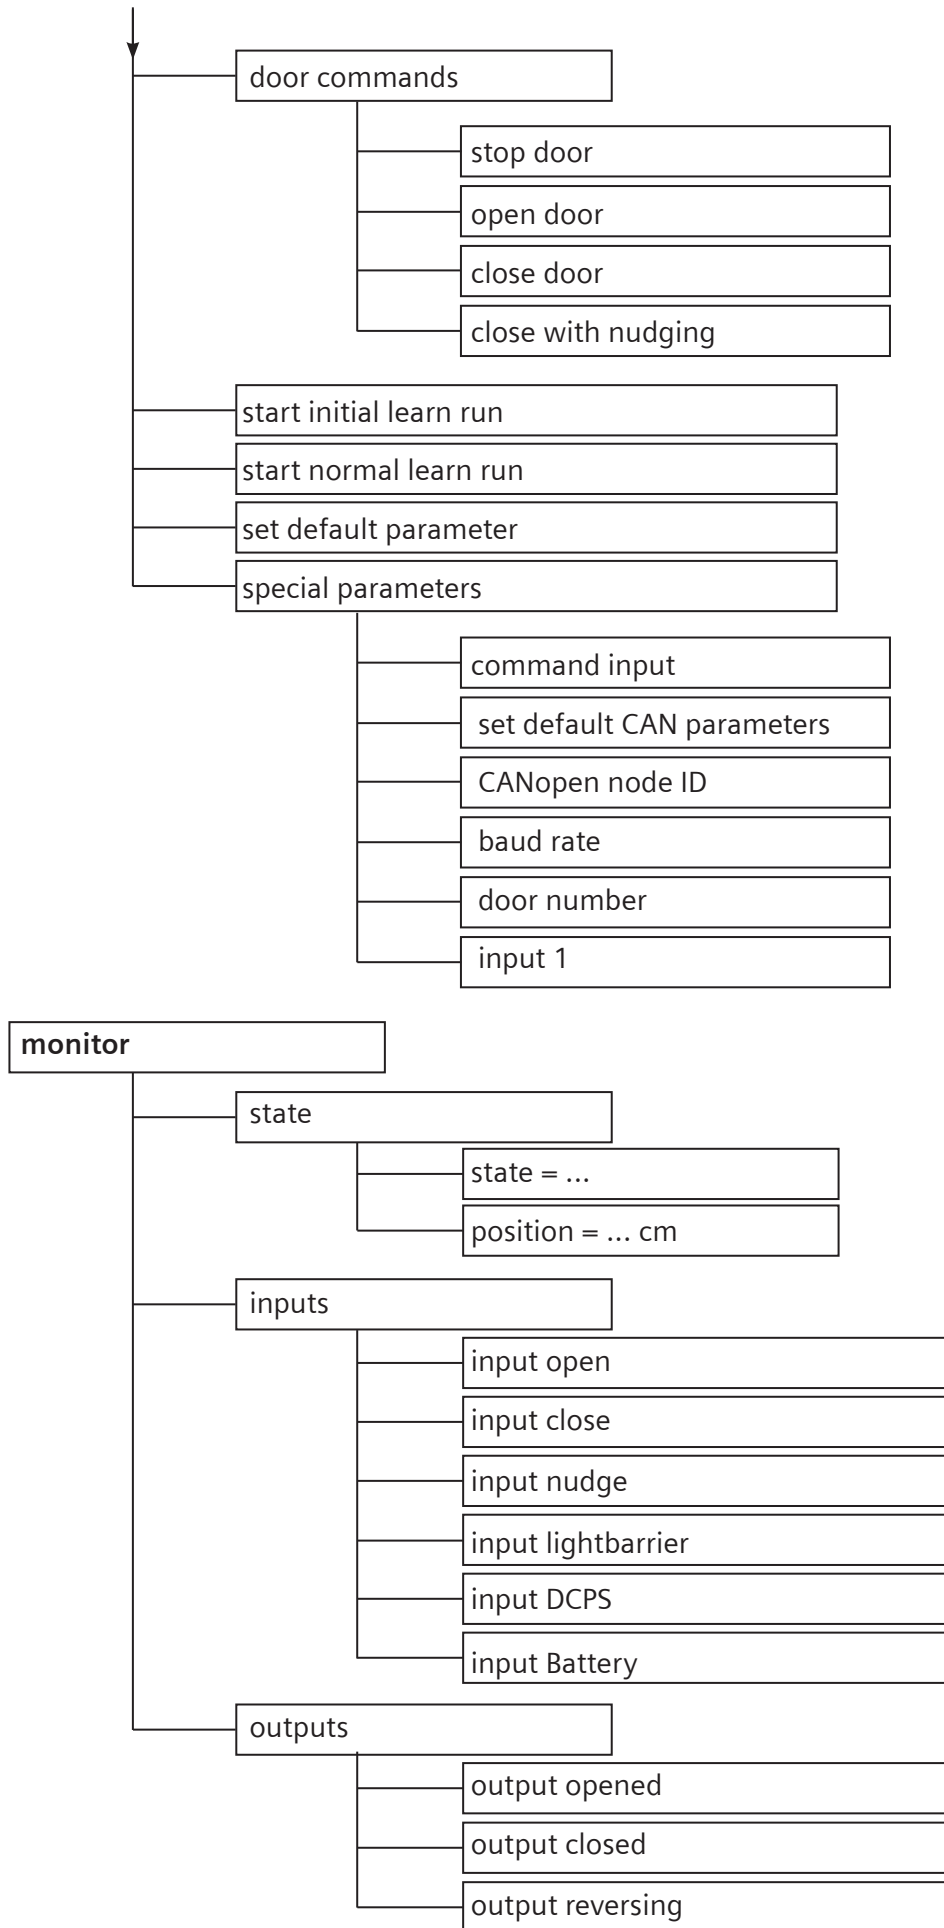 door commands
stop door
open door
close door
close with nudging
start initial learn run
start normal learn run
set default parameter
special parameters
command input
set default CAN parameters
CANopen node ID
baud rate
door number
input 1
monitor
state
state = ...
position = ... cm
inputs
input open
input close
input nudge
input lightbarrier
input DCPS
input Battery
outputs
output opened
output closed
output reversing